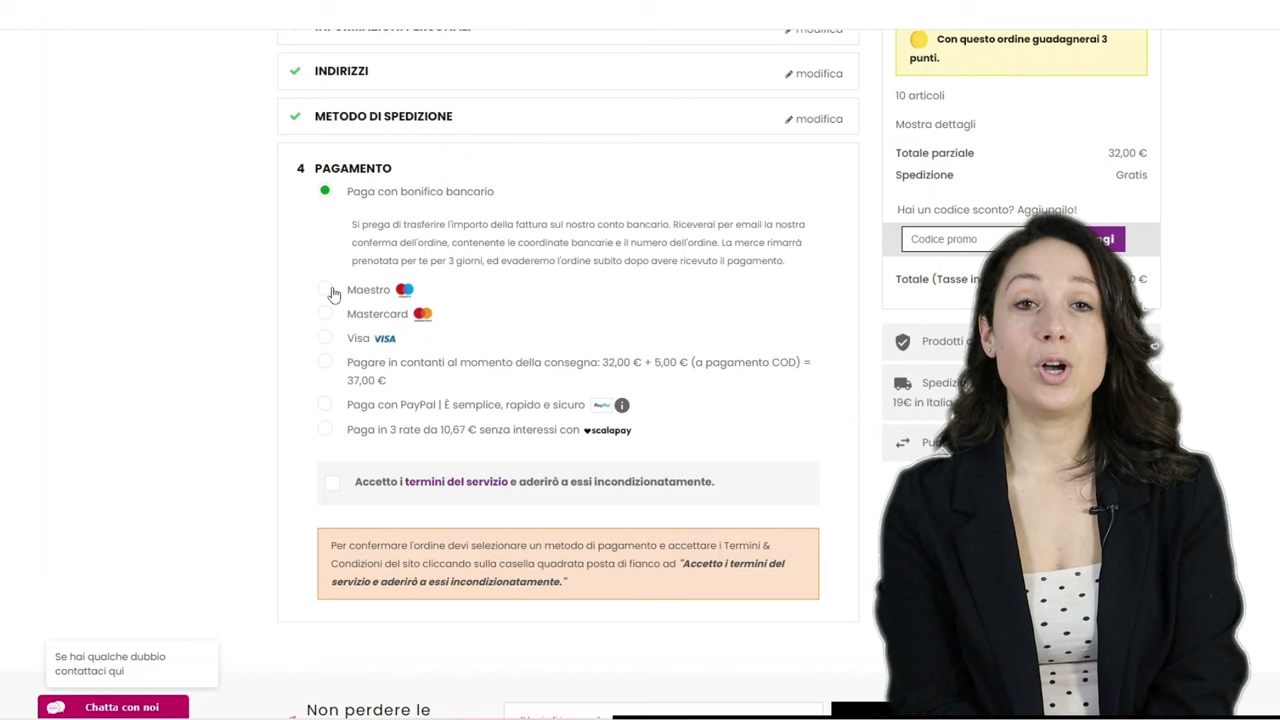 modifica
Con questo ordine guadagnerai 3
punti.
INDIRIZZI
modifica
METODO DI SPEDIZIONE
modifica
10 articoli
Mostra dettagli
Totale parziale 32,00 €
Spedizione Gratis
Hai un codice sconto? Aggiungilo!
Codice promo
Totale (Tasse in €
4 PAGAMENTO
Paga con bonifico bancario
Si prega di trasferire l'importo della fattura sul nostro conto bancario. Riceverai per email la nostra
conferma dell'ordine, contenente le coordinate bancarie e il numero dell'ordine. La merce rimarrà
prenotata per te per 3 giorni, ed evaderemo l'ordine subito dopo avere ricevuto il pagamento.
Maestro
Mastercard
Visa VISA
Pagare in contanti al momento della consegna: 32,00 € + 5,00 € (a pagamento COD) =
37,00 €
Paga con PayPal | È semplice, rapido e sicuro PayPal
Paga in 3 rate da 10,67 € senza interessi con scalapay
Prodotti
Spediz
19€ in Italia
Accetto i termini del servizio e aderirò a essi incondizionatamente.
Per confermare l'ordine devi selezionare un metodo di pagamento e accettare i Termini &
Condizioni del sito cliccando sulla casella quadrata posta di fianco ad "Accetto i termini del
servizio e aderirò a essi incondizionatamente."
Se hai qualche dubbio
contattaci qui
Chatta con noi
Non perdere le